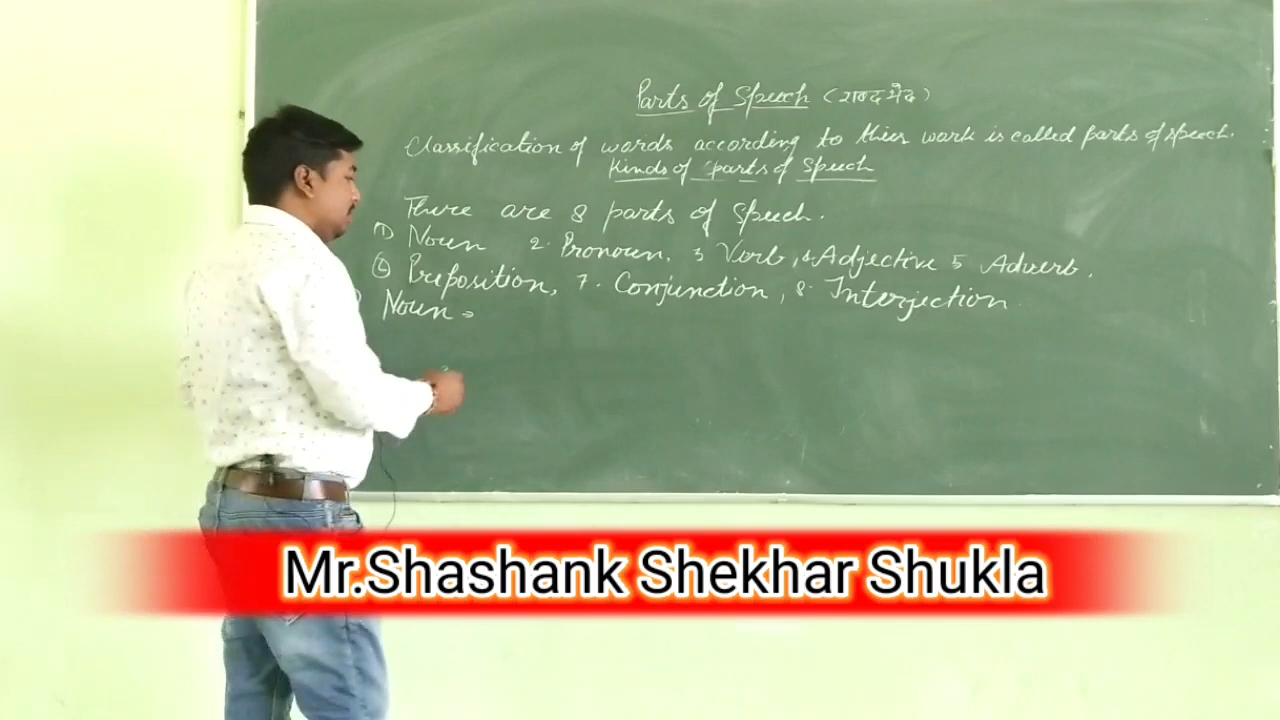 Parts of Speech (शब्द भेद)
Classification of words according to thier work is called parts of speech.
Kinds of parts of Speech
There are 8 parts of speech.
① Noun 2. Pronoun, 3 Verb, 4. Adjective 5 Adverb.
⑥ Preposition, 7. Conjunction, 8. Interjection
Noun →
Mr.Shashank Shekhar Shukla